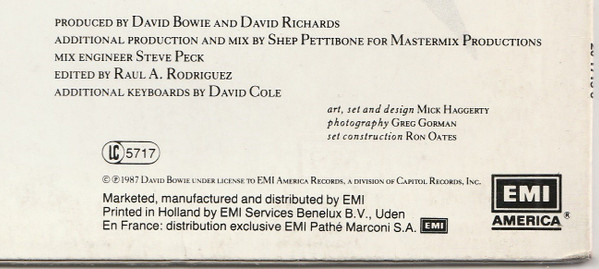 PRODUCED BY DAVID BOWIE AND DAVID RICHARDS
ADDITIONAL PRODUCTION AND MIX BY SHEP PETTIBONE FOR MASTERMIX PRODUCTIONS
MIX ENGINEER STEVE PECK
EDITED BY RAUL A. RODRIGUEZ
ADDITIONAL KEYBOARDS BY DAVID COLE
art, set and design MICK HAGGERTY
photography GREG GORMAN
set construction RON OATES
LC 5717
© ℗ 1987 DAVID BOWIE UNDER LICENSE TO EMI AMERICA RECORDS, A DIVISION OF CAPITOL RECORDS, INC.
Marketed, manufactured and distributed by EMI
Printed in Holland by EMI Services Benelux B.V., Uden
En France: distribution exclusive EMI Pathé Marconi S.A. EMI
EMI
AMERICA®